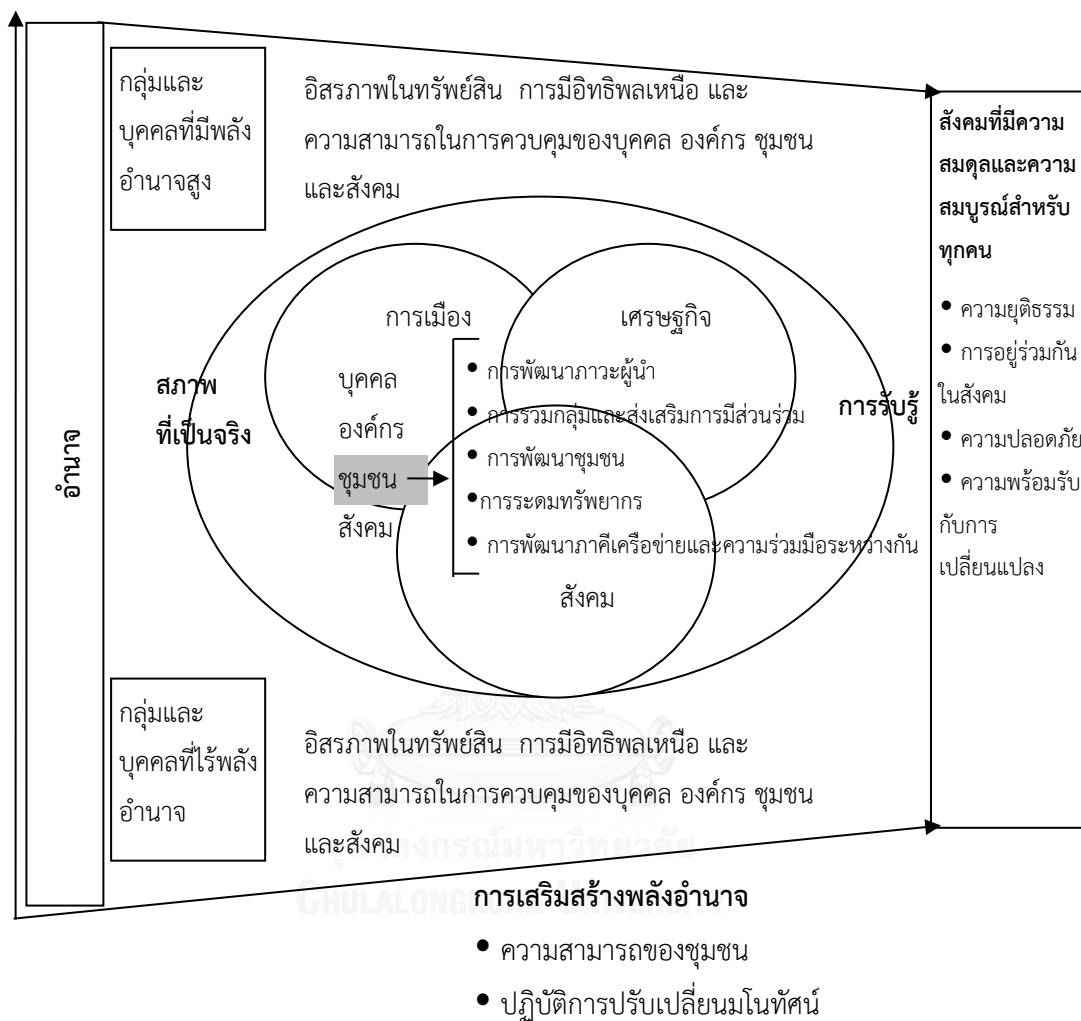 กลุ่มและ
บุคคลที่มีพลัง
อำนาจสูง
อิสรภาพในทรัพย์สิน การมีอิทธิพลเหนือ และ
ความสามารถในการควบคุมของบุคคล องค์กร ชุมชน
และสังคม
สังคมที่มีความ
สมดุลและความ
สมบูรณ์สำหรับ
ทุกคน
• ความยุติธรรม
• การอยู่ร่วมกัน
ในสังคม
• ความปลอดภัย
• ความพร้อมรับ
กับการ
เปลี่ยนแปลง
อำนาจ
สภาพ
ที่เป็นจริง
การเมือง
เศรษฐกิจ
บุคคล
องค์กร
ชุมชน
สังคม
• การพัฒนาภาวะผู้นำ
• การรวมกลุ่มและส่งเสริมการมีส่วนร่วม
• การพัฒนาชุมชน
•การระดมทรัพยากร
• การพัฒนาภาคีเครือข่ายและความร่วมมือระหว่างกัน
สังคม
การรับรู้
กลุ่มและ
บุคคลที่ไร้พลัง
อำนาจ
อิสรภาพในทรัพย์สิน การมีอิทธิพลเหนือ และ
ความสามารถในการควบคุมของบุคคล องค์กร ชุมชน
และสังคม
จุฬาลงกรณ์มหาวิทยาลัย
CHULALONGKORN UNIVERSITY
การเสริมสร้างพลังอำนาจ
• ความสามารถของชุมชน
• ปฏิบัติการปรับเปลี่ยนมโนทัศน์